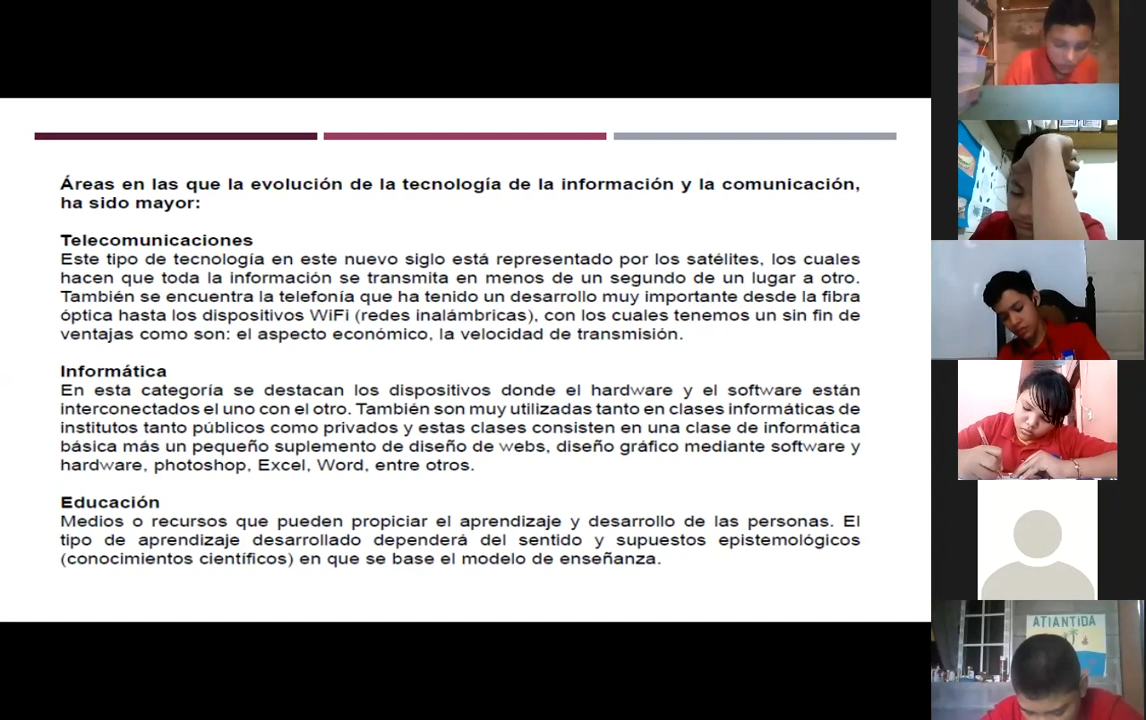 Áreas en las que la evolución de la tecnología de la información y la comunicación,
ha sido mayor:
Telecomunicaciones
Este tipo de tecnología en este nuevo siglo está representado por los satélites, los cuales
hacen que toda la información se transmita en menos de un segundo de un lugar a otro.
También se encuentra la telefonía que ha tenido un desarrollo muy importante desde la fibra
óptica hasta los dispositivos WiFi (redes inalámbricas), con los cuales tenemos un sin fin de
ventajas como son: el aspecto económico, la velocidad de transmisión.
Informática
En esta categoría se destacan los dispositivos donde el hardware y el software están
interconectados el uno con el otro. También son muy utilizadas tanto en clases informáticas de
institutos tanto públicos como privados y estas clases consisten en una clase de informática
básica más un pequeño suplemento de diseño de webs, diseño gráfico mediante software y
hardware, photoshop, Excel, Word, entre otros.
Educación
Medios o recursos que pueden propiciar el aprendizaje y desarrollo de las personas. El
tipo de aprendizaje desarrollado dependerá del sentido y supuestos epistemológicos
(conocimientos científicos) en que se base el modelo de enseñanza.
ATLANTIDA